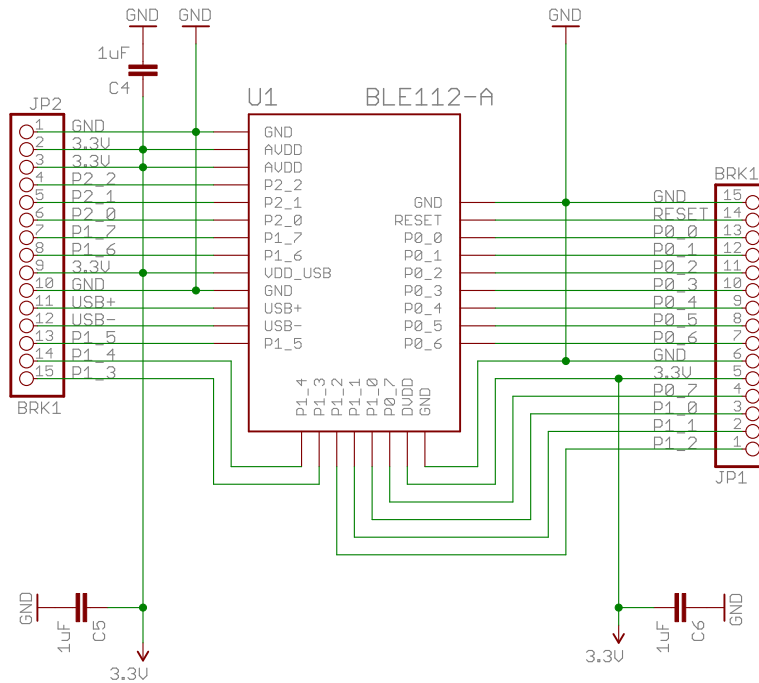 GND GND GND
1uF
C4
U1 BLE112-A
JP2
1 GND
2 3.3V
3 3.3V
4 P2_2
5 P2_1
6 P2_0
7 P1_7
8 P1_6
9 3.3V
10 GND
11 USB+
12 USB-
13 P1_5
14 P1_4
15 P1_3
BRK1
GND
AVDD
AVDD
P2_2
P2_1
P2_0
P1_7
P1_6
VDD_USB
GND
USB+
USB-
P1_5
P1_4
P1_3
P1_2
P1_1
P1_0
P0_7
DVDD
GND
GND
RESET
P0_0
P0_1
P0_2
P0_3
P0_4
P0_5
P0_6
BRK1
GND 15
RESET 14
P0_0 13
P0_1 12
P0_2 11
P0_3 10
P0_4 9
P0_5 8
P0_6 7
GND 6
3.3V 5
P0_7 4
P1_0 3
P1_1 2
P1_2 1
JP1
GND
1uF
C5
3.3V
3.3V
1uF
C6
GND